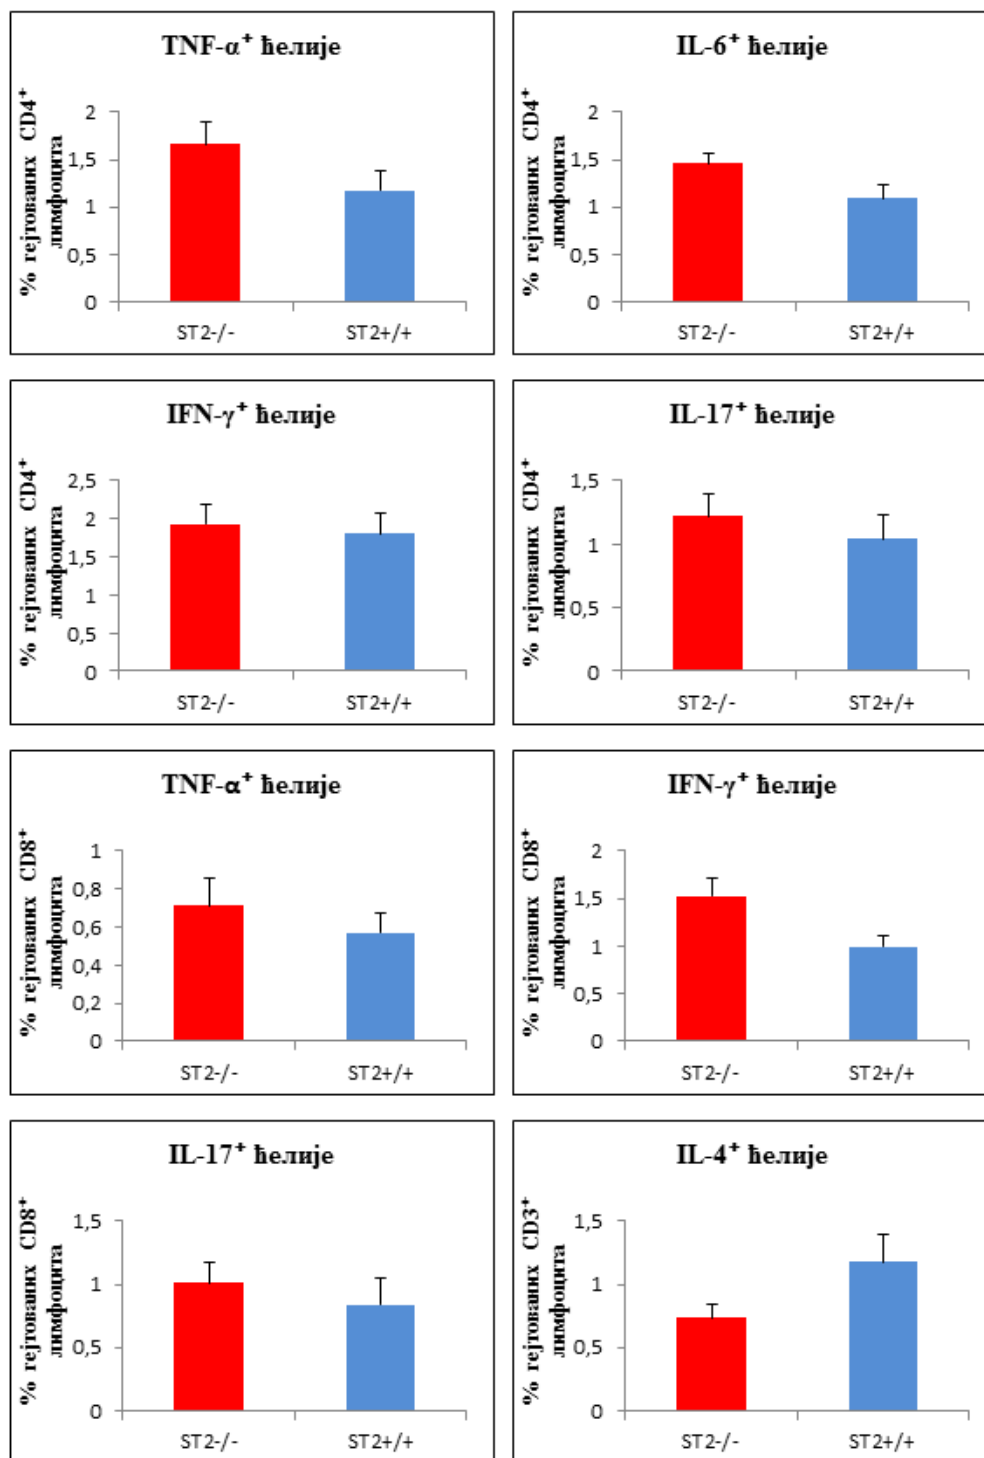 TNF-α⁺ ћелије
% гејтованих CD4⁺
лимфоцита
2
1,5
1
0,5
0
ST2-/-
ST2+/+
IL-6⁺ ћелије
% гејтованих CD4⁺
лимфоцита
2
1,5
1
0,5
0
ST2-/-
ST2+/+
IFN-γ⁺ ћелије
% гејтованих CD4⁺
лимфоцита
2,5
2
1,5
1
0,5
0
ST2-/-
ST2+/+
IL-17⁺ ћелије
% гејтованих CD4⁺
лимфоцита
1,5
1
0,5
0
ST2-/-
ST2+/+
TNF-α⁺ ћелије
% гејтованих CD8⁺
лимфоцита
1
0,8
0,6
0,4
0,2
0
ST2-/-
ST2+/+
IFN-γ⁺ ћелије
% гејтованих CD8⁺
лимфоцита
2
1,5
1
0,5
0
ST2-/-
ST2+/+
IL-17⁺ ћелије
% гејтованих CD8⁺
лимфоцита
1,5
1
0,5
0
ST2-/-
ST2+/+
IL-4⁺ ћелије
% гејтованих CD3⁺
лимфоцита
1,5
1
0,5
0
ST2-/-
ST2+/+